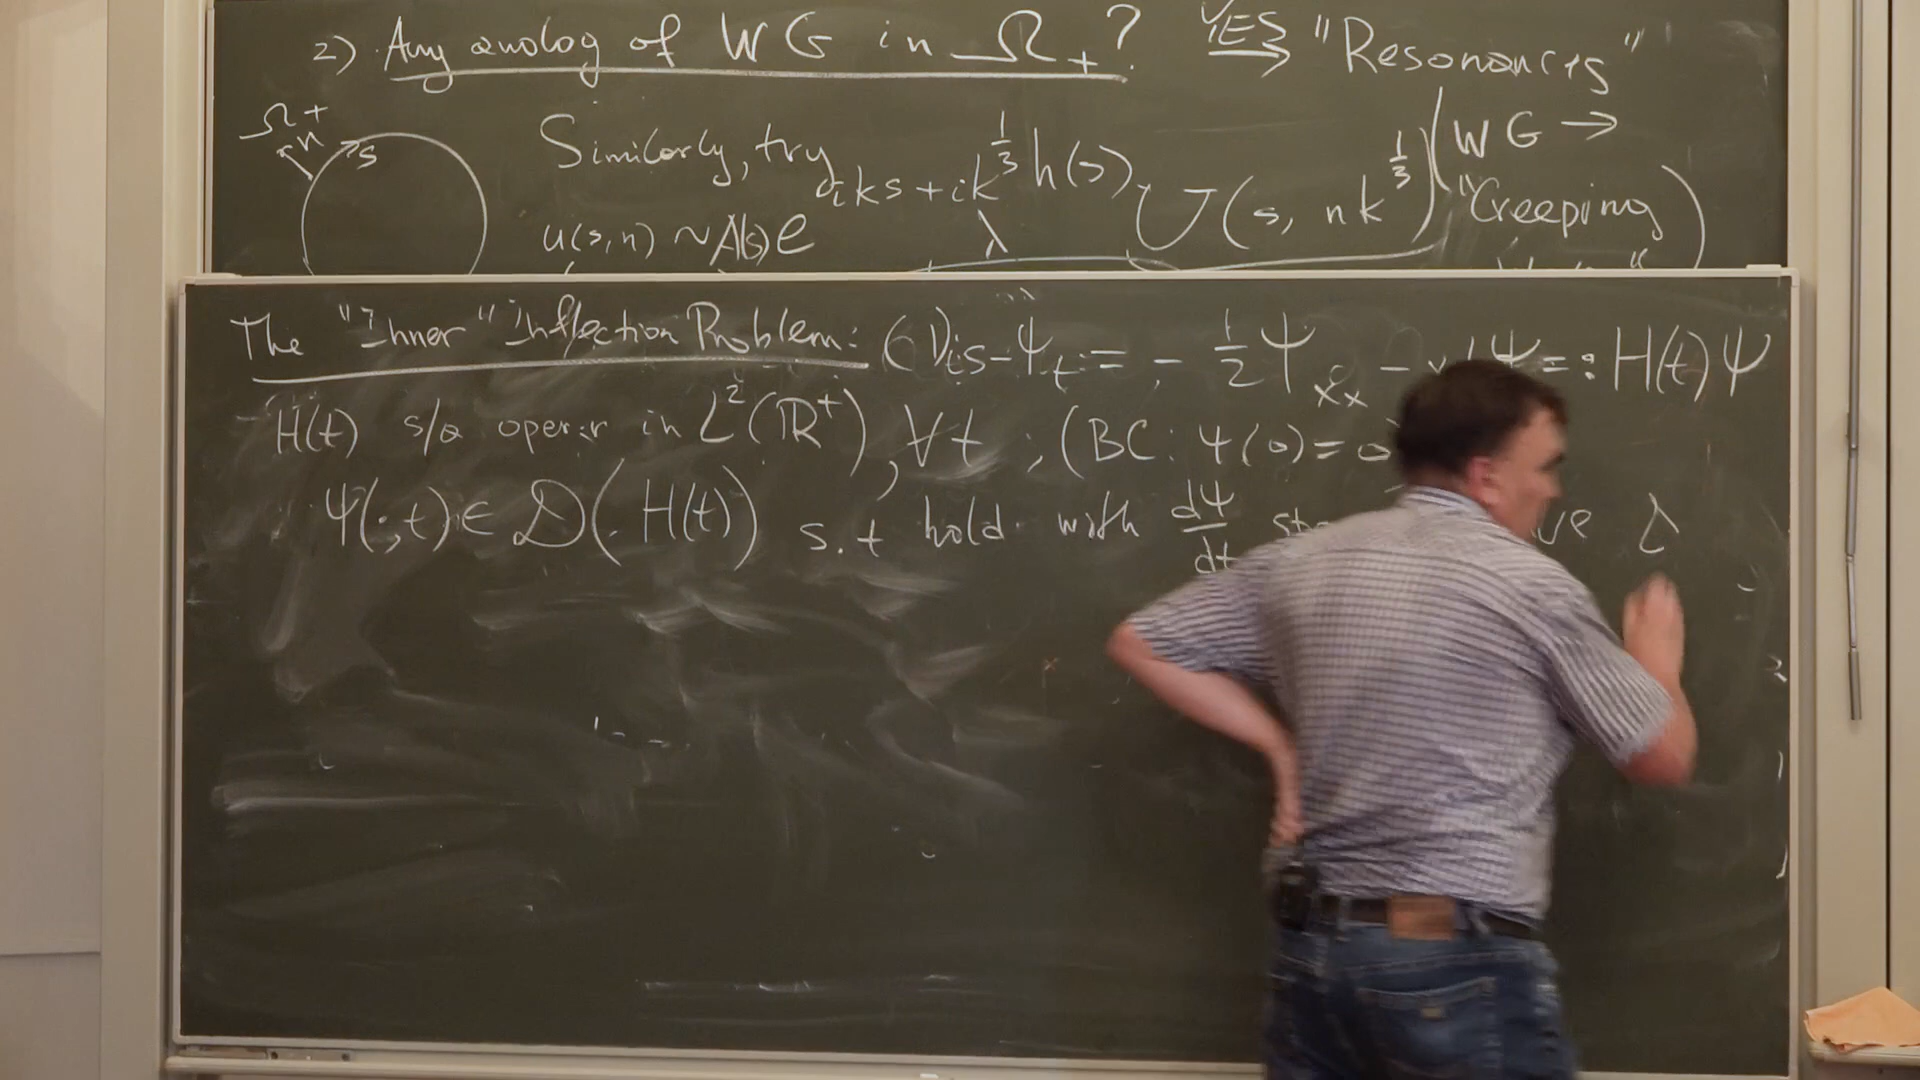 2) Any analog of WG in Ω₊? YES ⇒ "Resonances"
Ω+
n
s
Similarly, try
u(s,n) ~ A(s) e^{iks + ik^{1/3} h(s)} U(s, nk^{1/3})
λ
(WG →
"Creeping
The "Inner" Inflection Problem: (1) is - Ψ_t = - 1/2 Ψ_xx - Ψ =: H(t)Ψ
H(t) s/a oper-r in L²(ℝ⁺), ∀t ; (BC: Ψ(0)=0
Ψ(·,t) ∈ D(H(t)) s.t hold with dΨ/dt